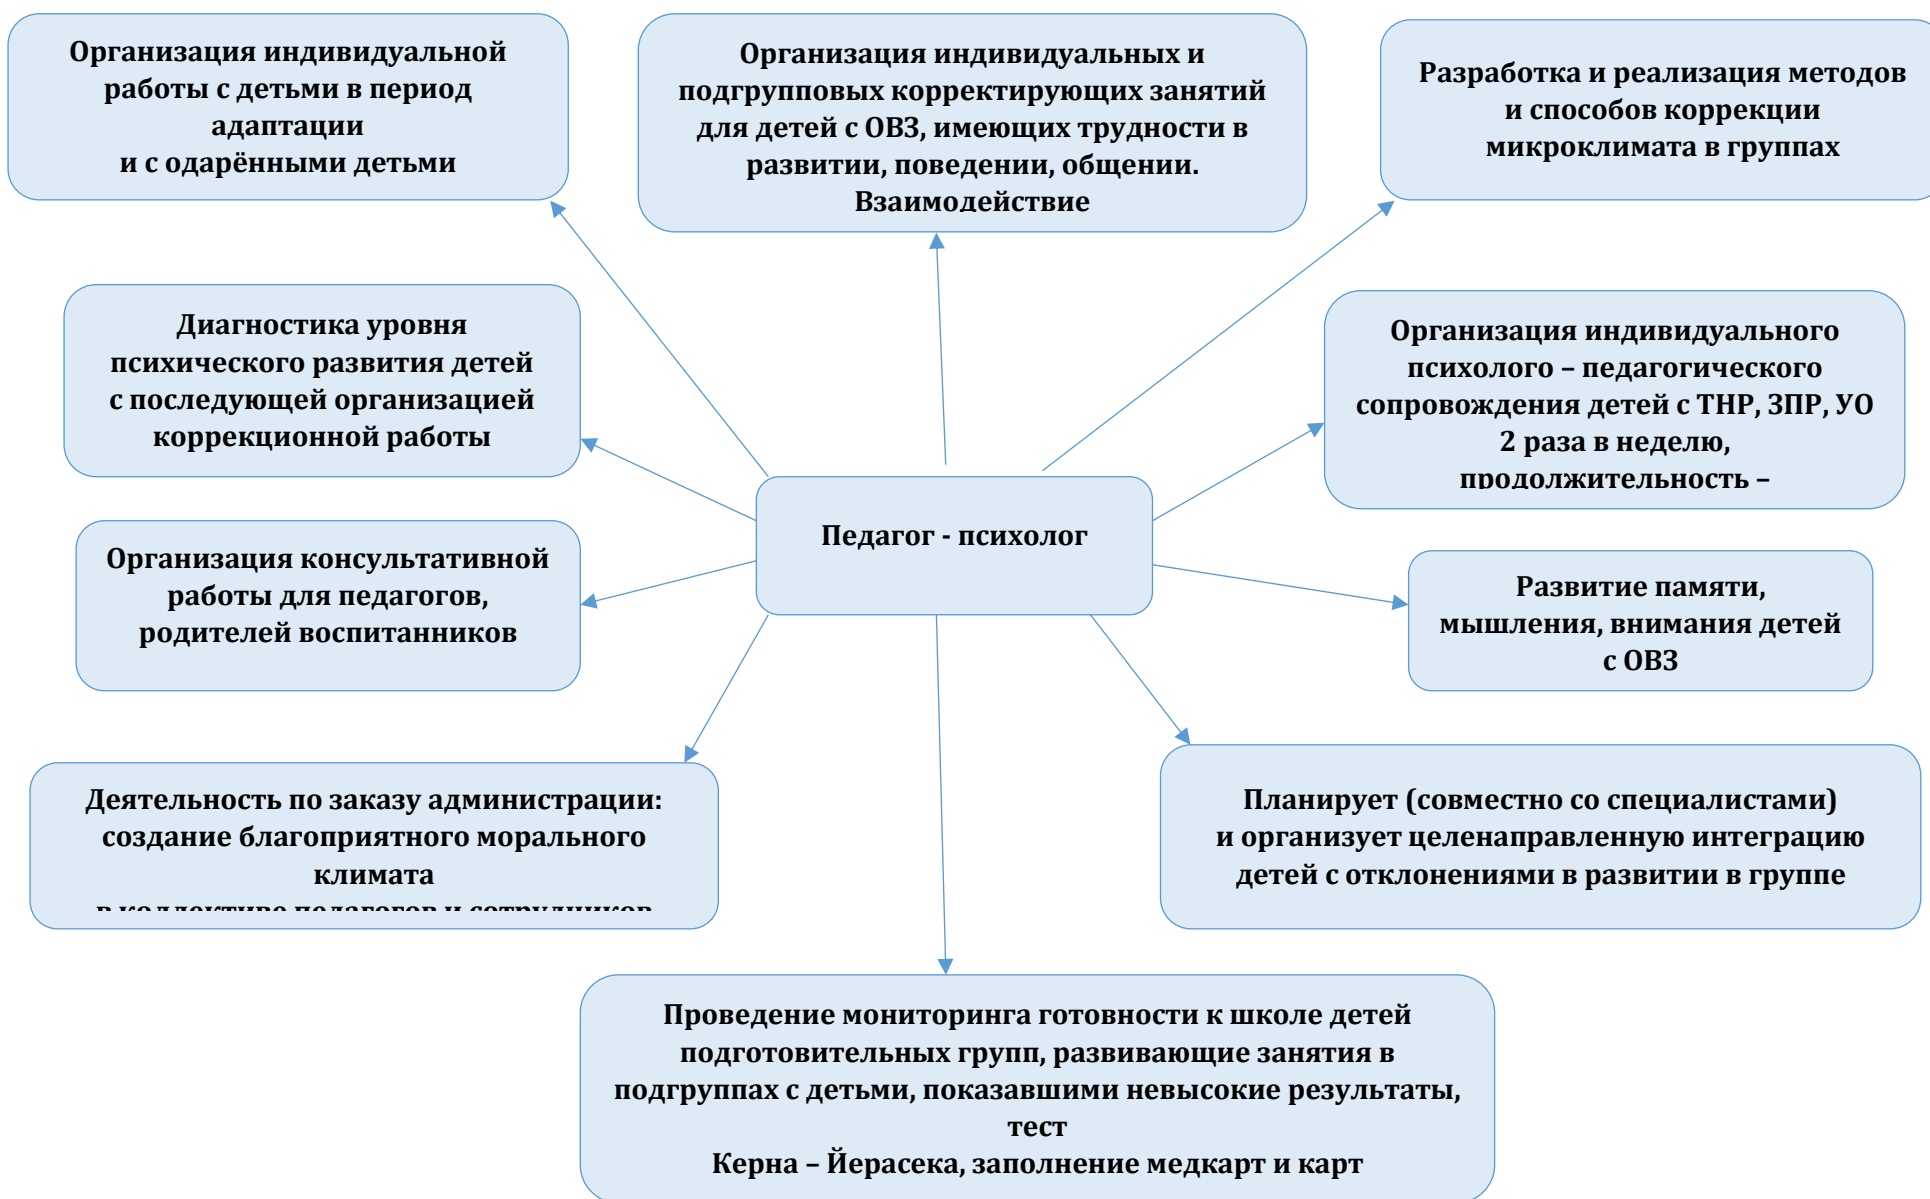 Организация индивидуальной
работы с детьми в период
адаптации
и с одарёнными детьми
Организация индивидуальных и
подгрупповых корректирующих занятий
для детей с ОВЗ, имеющих трудности в
развитии, поведении, общении.
Взаимодействие
Разработка и реализация методов
и способов коррекции
микроклимата в группах
Диагностика уровня
психического развития детей
с последующей организацией
коррекционной работы
Организация индивидуального
психолого – педагогического
сопровождения детей с ТНР, ЗПР, УО
2 раза в неделю,
продолжительность –
Педагог - психолог
Организация консультативной
работы для педагогов,
родителей воспитанников
Развитие памяти,
мышления, внимания детей
с ОВЗ
Деятельность по заказу администрации:
создание благоприятного морального
климата
в коллективе педагогов и сотрудников
Планирует (совместно со специалистами)
и организует целенаправленную интеграцию
детей с отклонениями в развитии в группе
Проведение мониторинга готовности к школе детей
подготовительных групп, развивающие занятия в
подгруппах с детьми, показавшими невысокие результаты,
тест
Керна – Йерасека, заполнение медкарт и карт